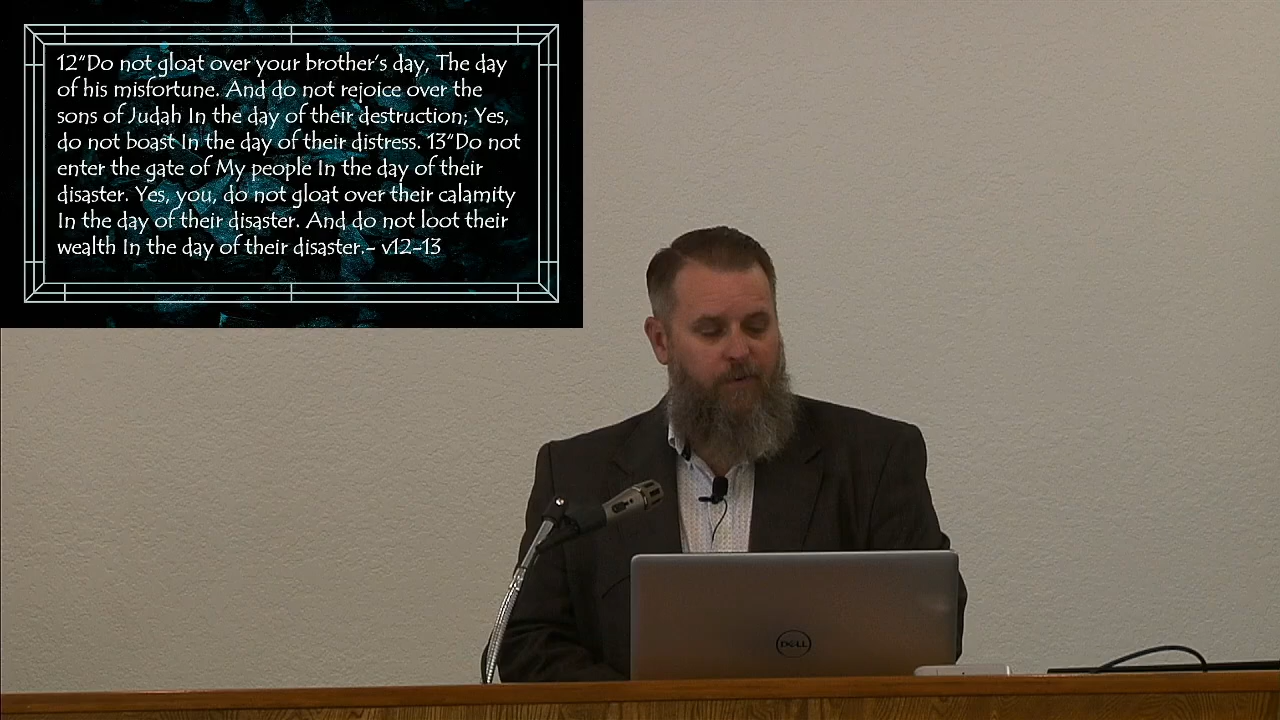 12“Do not gloat over your brother’s day, The day
of his misfortune. And do not rejoice over the
sons of Judah In the day of their destruction; Yes,
do not boast In the day of their distress. 13“Do not
enter the gate of My people In the day of their
disaster. Yes, you, do not gloat over their calamity
In the day of their disaster. And do not loot their
wealth In the day of their disaster.- v12-13
DELL